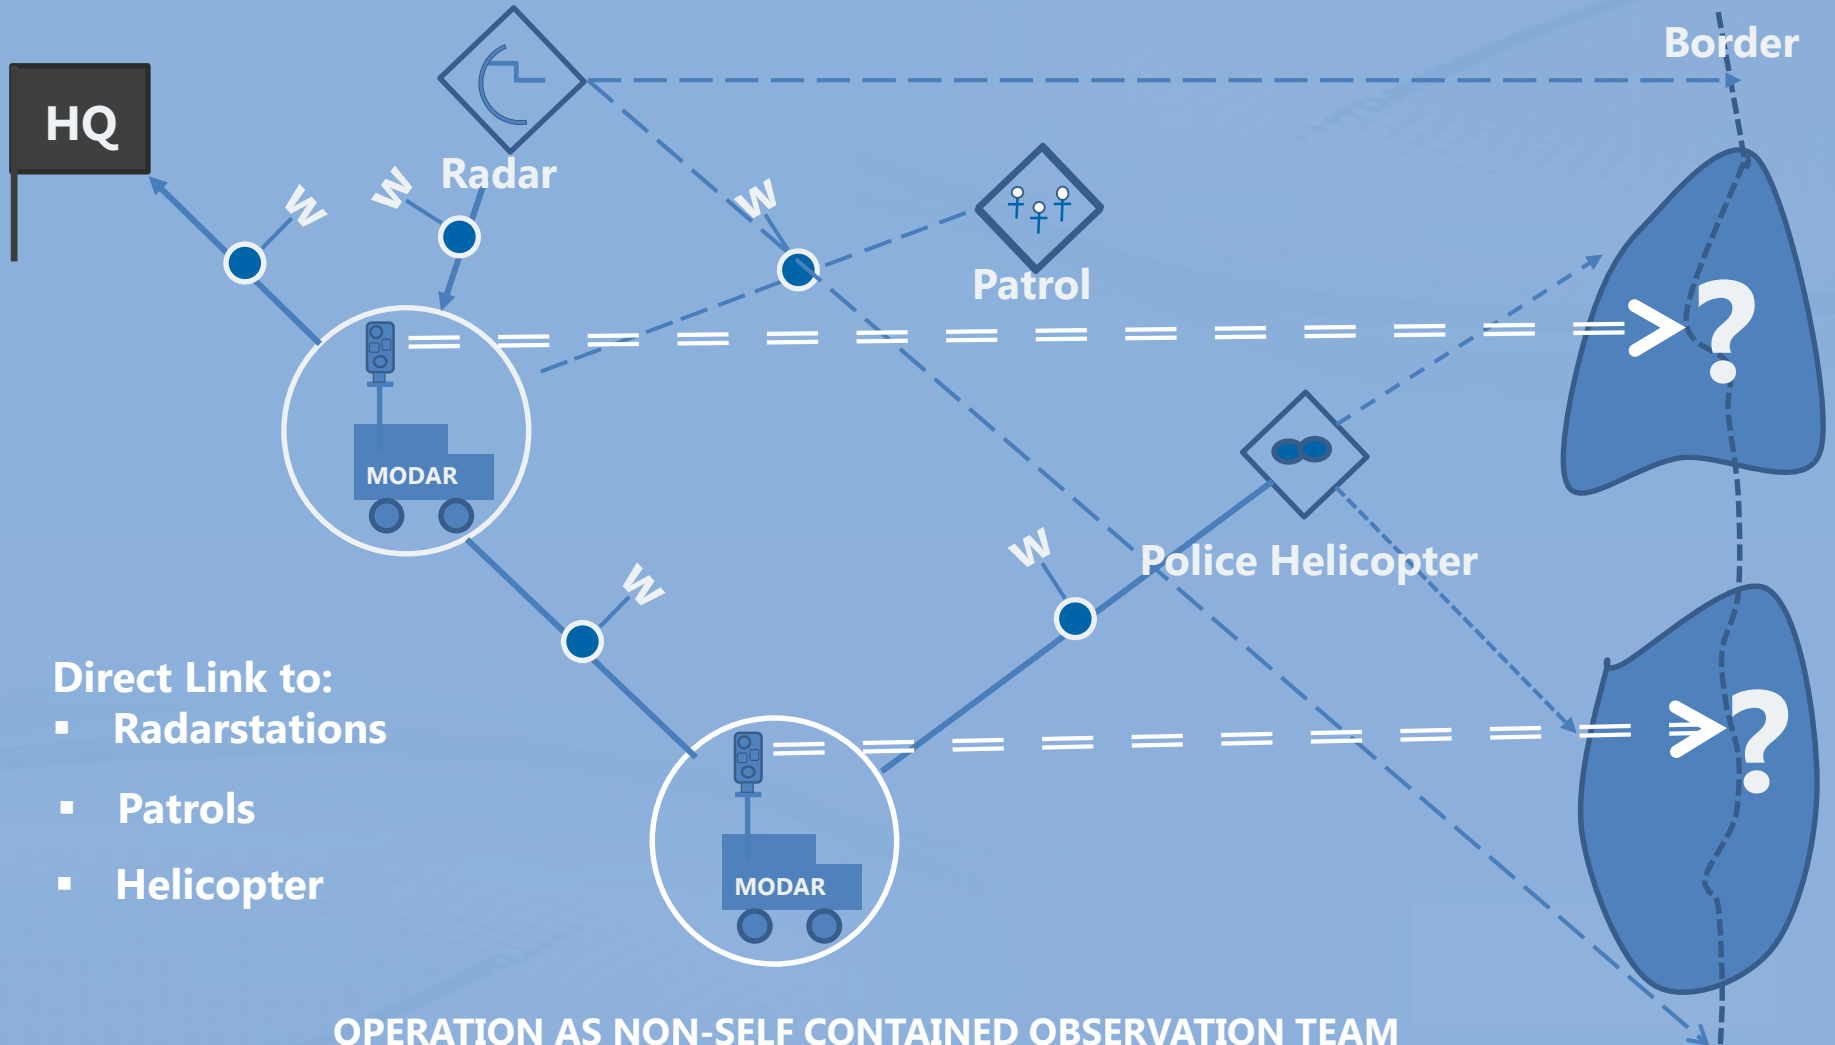 Border
HQ
Radar
W
W
W
Patrol
?
MODAR
W
Police Helicopter
W
Direct Link to:
▪ Radarstations
▪ Patrols
▪ Helicopter
?
MODAR
OPERATION AS NON-SELF CONTAINED OBSERVATION TEAM